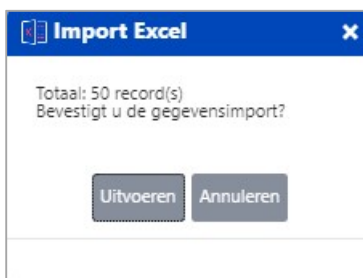 Import Excel
Totaal: 50 record(s)
Bevestigt u de gegevensimport?
Uitvoeren Annuleren